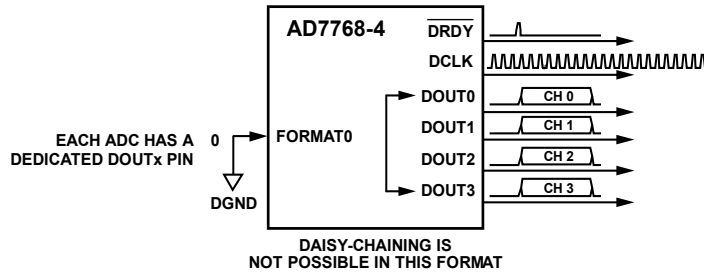 AD7768-4
DRDY
DCLK
DOUT0
CH 0
EACH ADC HAS A
DEDICATED DOUTx PIN
0
FORMAT0
DOUT1
CH 1
DOUT2
CH 2
DGND
DOUT3
CH 3
DAISY-CHAINING IS
NOT POSSIBLE IN THIS FORMAT